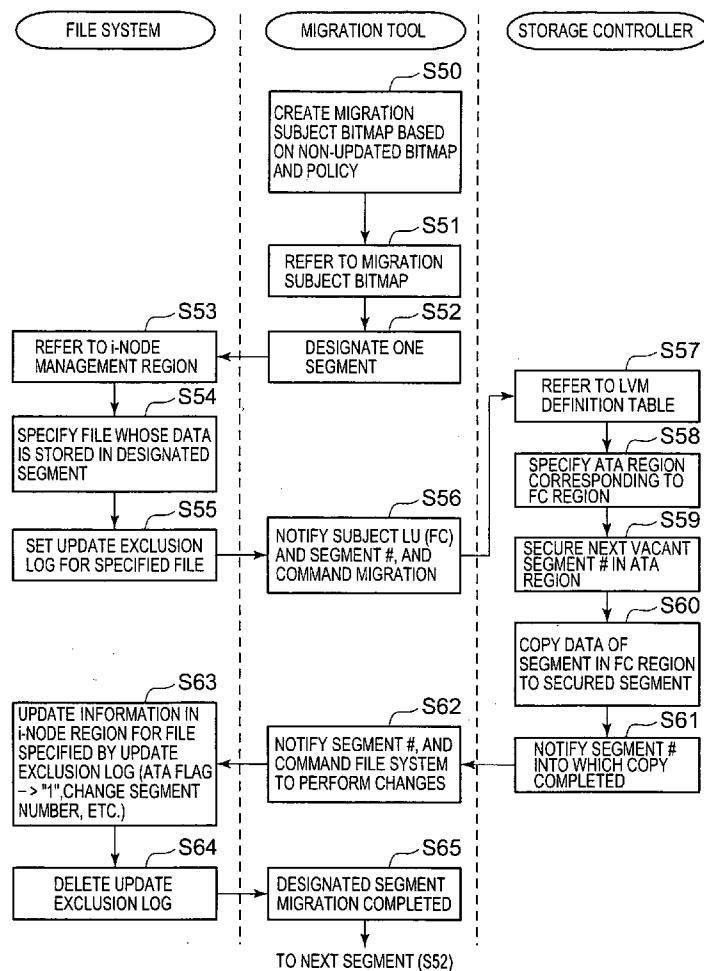 FILE SYSTEM
MIGRATION TOOL
STORAGE CONTROLLER
S50
CREATE MIGRATION
SUBJECT BITMAP BASED
ON NON-UPDATED BITMAP
AND POLICY
S51
REFER TO MIGRATION
SUBJECT BITMAP
S52
DESIGNATE ONE
SEGMENT
S53
REFER TO i-NODE
MANAGEMENT REGION
S54
SPECIFY FILE WHOSE DATA
IS STORED IN DESIGNATED
SEGMENT
S55
SET UPDATE EXCLUSION
LOG FOR SPECIFIED FILE
S56
NOTIFY SUBJECT LU (FC)
AND SEGMENT #, AND
COMMAND MIGRATION
S57
REFER TO LVM
DEFINITION TABLE
S58
SPECIFY ATA REGION
CORRESPONDING TO
FC REGION
S59
SECURE NEXT VACANT
SEGMENT # IN ATA
REGION
S60
COPY DATA OF
SEGMENT IN FC REGION
TO SECURED SEGMENT
S61
NOTIFY SEGMENT #
INTO WHICH COPY
COMPLETED
S62
NOTIFY SEGMENT #, AND
COMMAND FILE SYSTEM
TO PERFORM CHANGES
S63
UPDATE INFORMATION IN
i-NODE REGION FOR FILE
SPECIFIED BY UPDATE
EXCLUSION LOG (ATA FLAG
–> "1",CHANGE SEGMENT
NUMBER, ETC.)
S64
DELETE UPDATE
EXCLUSION LOG
S65
DESIGNATED SEGMENT
MIGRATION COMPLETED
TO NEXT SEGMENT (S52)